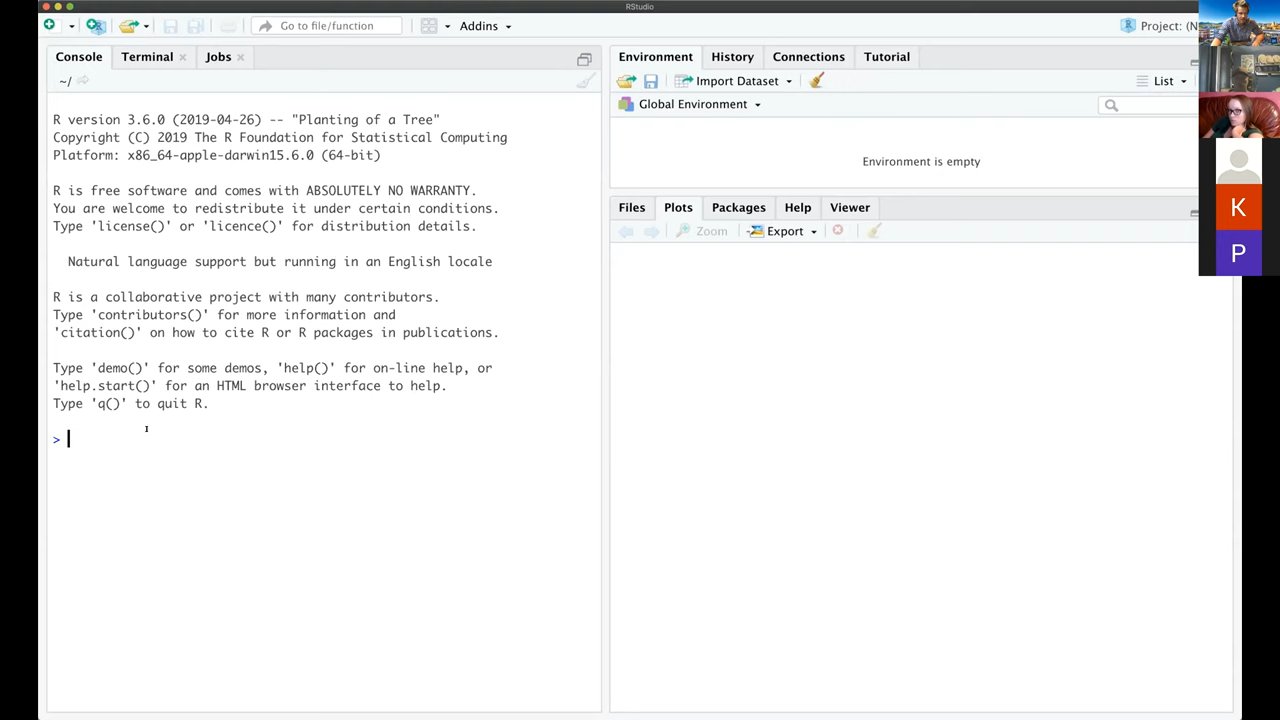 RStudio
Go to file/function
Addins
Project: (N
Console
Terminal
Jobs
~/
R version 3.6.0 (2019-04-26) -- "Planting of a Tree"
Copyright (C) 2019 The R Foundation for Statistical Computing
Platform: x86_64-apple-darwin15.6.0 (64-bit)
R is free software and comes with ABSOLUTELY NO WARRANTY.
You are welcome to redistribute it under certain conditions.
Type 'license()' or 'licence()' for distribution details.
Natural language support but running in an English locale
R is a collaborative project with many contributors.
Type 'contributors()' for more information and
'citation()' on how to cite R or R packages in publications.
Type 'demo()' for some demos, 'help()' for on-line help, or
'help.start()' for an HTML browser interface to help.
Type 'q()' to quit R.
>
Environment
History
Connections
Tutorial
Import Dataset
List
Global Environment
Environment is empty
Files
Plots
Packages
Help
Viewer
Zoom
Export
K
P